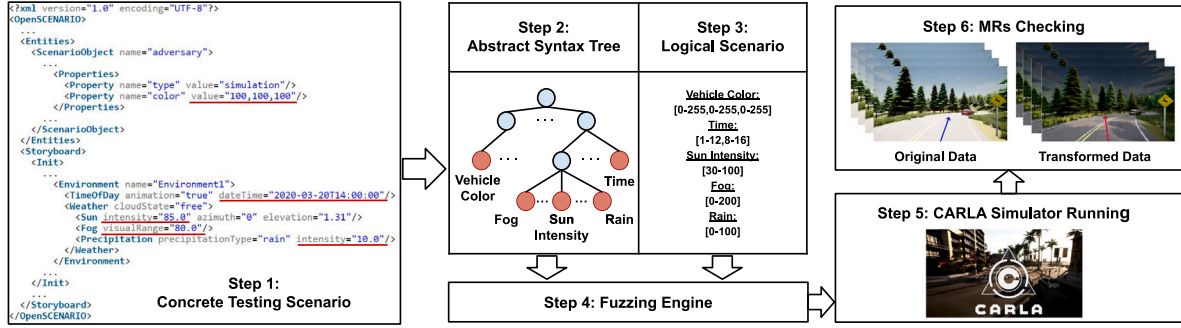 <?xml version="1.0" encoding="UTF-8"?>
<OpenSCENARIO>
...
<Entities>
<ScenarioObject name="adversary">
...
<Properties>
<Property name="type" value="simulation"/>
<Property name="color" value="100,100,100"/>
</Properties>
...
</ScenarioObject>
</Entities>
<Storyboard>
<Init>
...
<Environment name="Environment1">
<TimeOfDay animation="true" dateTime="2020-03-20T14:00:00"/>
<Weather cloudState="free">
<Sun intensity="85.0" azimuth="0" elevation="1.31"/>
<Fog visualRange="80.0"/>
<Precipitation precipitationType="rain" intensity="10.0"/>
</Weather>
</Environment>
...
</Init>
...
</Storyboard>
</OpenSCENARIO>
Step 1:
Concrete Testing Scenario
Step 2:
Abstract Syntax Tree
...
Vehicle
Color
...
...
Time
Fog
...
Sun
Intensity
...
Rain
Step 3:
Logical Scenario
Vehicle Color:
[0-255,0-255,0-255]
Time:
[1-12,8-16]
Sun Intensity:
[30-100]
Fog:
[0-200]
Rain:
[0-100]
Step 4: Fuzzing Engine
Step 5: CARLA Simulator Running
CARLA
Step 6: MRs Checking
Original Data
Transformed Data